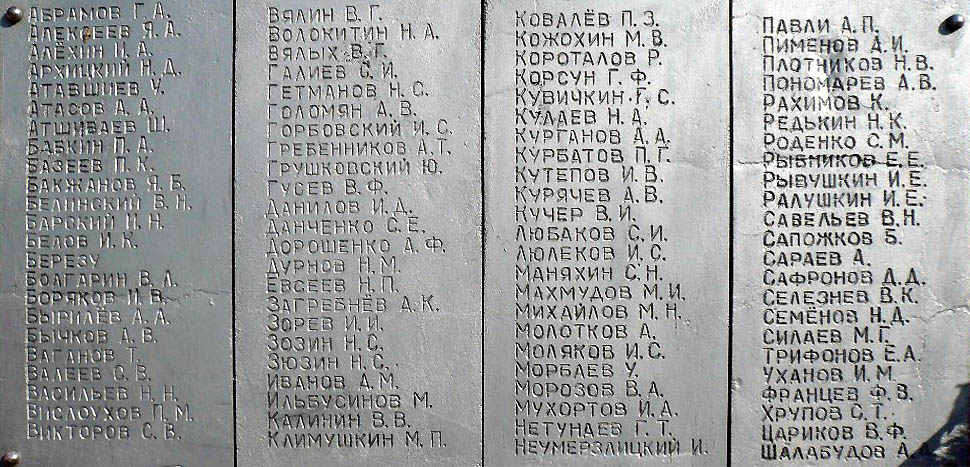 АБРАМОВ Г. А.
АЛЕКСЕЕВ Я. А.
АЛЁХИН И. А.
АРХИЦКИЙ Н. Д.
АТАВШИЕВ У.
АТАСОВ А. А.
АТШИВАЕВ Ш.
БАБКИН П. А.
БАЗЕЕВ П. К.
БАКЖАНОВ Я. Б.
БЕЛИНСКИЙ В. Н.
БАРСКИЙ И. Н.
БЕЛОВ И. К.
БЕРЕЗУ
БОЛГАРИН В. Л.
БОРЯКОВ И. В.
БЫРИЛЁВ А. А.
БЫЧКОВ А. В.
ВАГАНОВ Т.
ВАЛЕЕВ С. В.
ВАСИЛЬЕВ Н. Н.
ВИСЛОУХОВ П. М.
ВИКТОРОВ С. В.
ВЯЛИН В. Г.
ВОЛОКИТИН Н. А.
ВЯЛЫХ В. Г.
ГАЛИЕВ С. И.
ГЕТМАНОВ Н. С.
ГОЛОМЯН А. В.
ГОРБОВСКИЙ И. С.
ГРЕБЕННИКОВ А. Т.
ГРУШКОВСКИЙ Ю.
ГУСЕВ В. Ф.
ДАНИЛОВ И. Д.
ДАНЧЕНКО С. Е.
ДОРОШЕНКО А. Ф.
ДУРНОВ Н. М.
ЕВСЕЕВ Н. П.
ЗАГРЕБНЁВ А. К.
ЗОРЕВ И. И.
ЗОЗИН Н. С.
ЗЮЗИН Н. С.
ИВАНОВ А. М.
ИЛЬБУСИНОВ М.
КАЛИНИН В. В.
КЛИМУШКИН М. П.
КОВАЛЁВ П. З.
КОЖОХИН М. В.
КОРОТАЛОВ Р.
КОРСУН Г. Ф.
КУВИЧКИН Г. С.
КУЛАЕВ Н. А.
КУРГАНОВ А. А.
КУРБАТОВ П. Г.
КУТЕПОВ И. В.
КУРЯЧЕВ А. В.
КУЧЕР В. И.
ЛЮБАКОВ С. И.
ЛЮЛЕКОВ И. С.
МАНЯХИН С. Н.
МАХМУДОВ М. И.
МИХАЙЛОВ М. Н.
МОЛОТКОВ А.
МОЛЯКОВ И. С.
МОРБАЕВ У.
МОРОЗОВ В. А.
МУХОРТОВ И. А.
НЕТУНАЕВ Г. Т.
НЕУМЕРЗЛИЦКИЙ И.
ПАВЛИ А. П.
ПИМЕНОВ А. И.
ПЛОТНИКОВ Н. В.
ПОНОМАРЕВ А. В.
РАХИМОВ К.
РЕДЬКИН Н. К.
РОДЕНКО С. М.
РЫБНИКОВ Е. Е.
РЫВУШКИН И. Е.
РАЛУШКИН И. Е.
САВЕЛЬЕВ В. Н.
САПОЖКОВ Б.
САРАЕВ А.
САФРОНОВ Д. Д.
СЕЛЕЗНЕВ В. К.
СЕМЁНОВ Н. Д.
СИЛАЕВ М. Г.
ТРИФОНОВ Е. А.
УХАНОВ И. М.
ФРАНЦЕВ Ф. В.
ХРУПОВ С. Т.
ЦАРИКОВ В. Ф.
ШАЛАБУДОВ А.